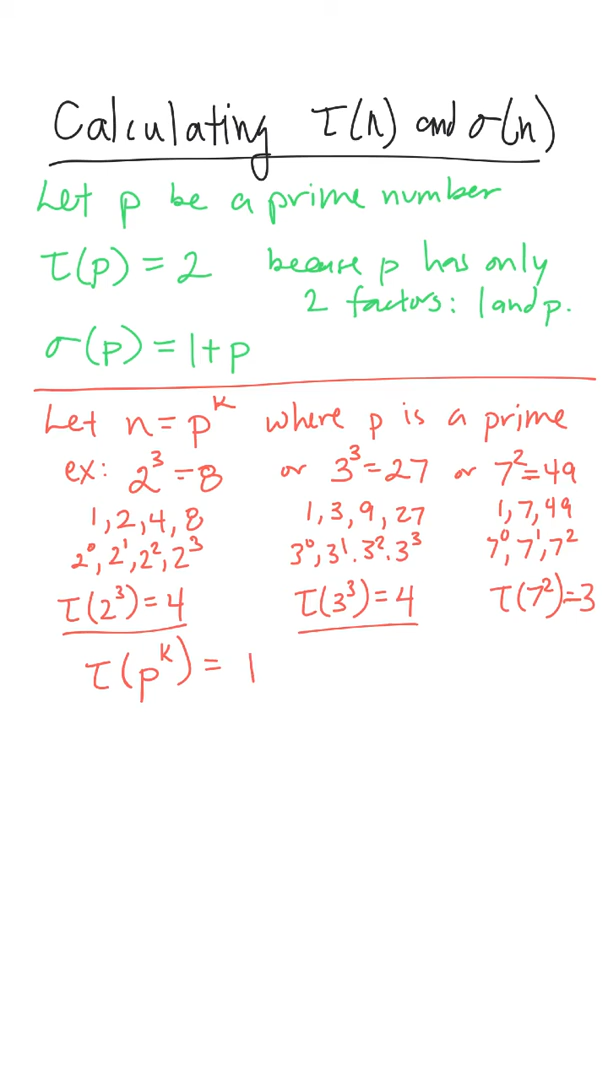 Calculating τ(n) and σ(n)
Let p be a prime number
τ(p) = 2 because p has only
2 factors: 1 and p.
σ(p) = 1+p
Let n = p^k where p is a prime
ex: 2^3 = 8 or 3^3 = 27 or 7^2 = 49
1, 2, 4, 8 1, 3, 9, 27 1, 7, 49
2^0, 2^1, 2^2, 2^3 3^0, 3^1, 3^2, 3^3 7^0, 7^1, 7^2
τ(2^3) = 4 τ(3^3) = 4 τ(7^2) = 3
τ(p^k) = 1